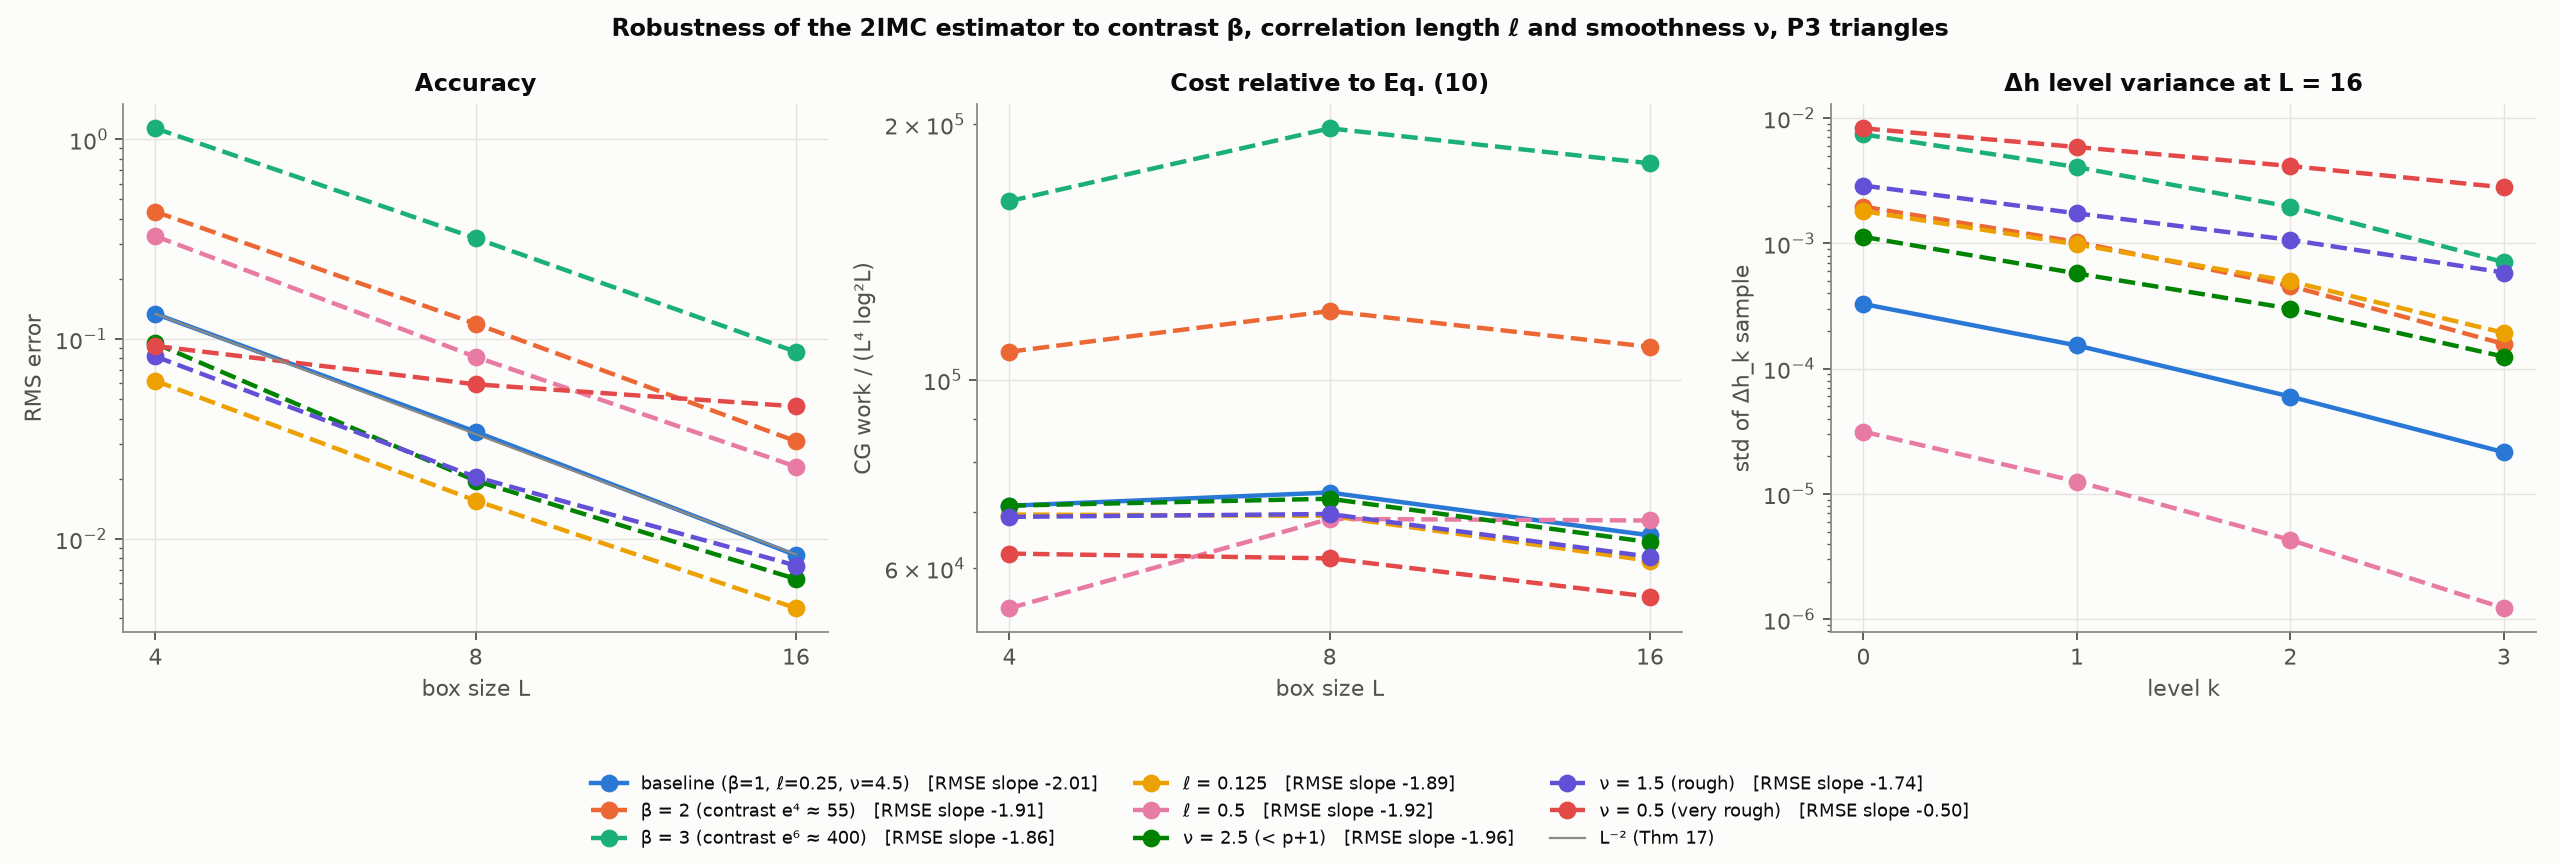 Robustness of the 2IMC estimator to contrast β, correlation length ℓ and smoothness ν, P3 triangles
Accuracy
RMS error
10⁰
10⁻¹
10⁻²
4
8
16
box size L
Cost relative to Eq. (10)
CG work / (L⁴ log²L)
2 × 10⁵
10⁵
6 × 10⁴
4
8
16
box size L
Δh level variance at L = 16
std of Δh_k sample
10⁻²
10⁻³
10⁻⁴
10⁻⁵
10⁻⁶
0
1
2
3
level k
baseline (β=1, ℓ=0.25, ν=4.5) [RMSE slope -2.01]
β = 2 (contrast e⁴ ≈ 55) [RMSE slope -1.91]
β = 3 (contrast e⁶ ≈ 400) [RMSE slope -1.86]
ℓ = 0.125 [RMSE slope -1.89]
ℓ = 0.5 [RMSE slope -1.92]
ν = 2.5 (< p+1) [RMSE slope -1.96]
ν = 1.5 (rough) [RMSE slope -1.74]
ν = 0.5 (very rough) [RMSE slope -0.50]
L⁻² (Thm 17)